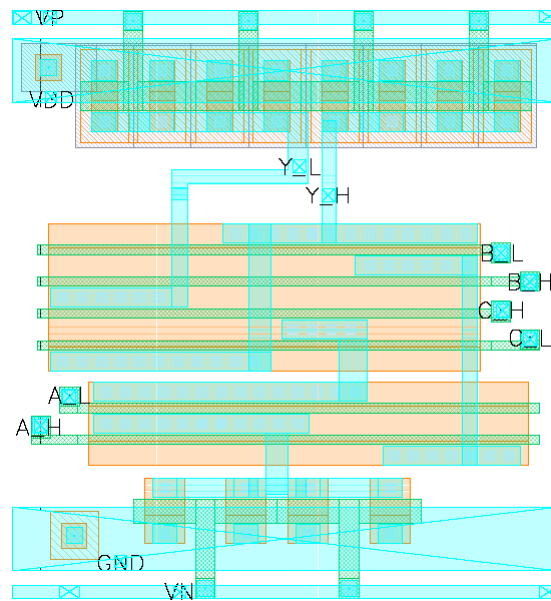 VP
VDD
Y_L
Y_H
B_L
B_H
C_H
C_L
A_L
A_H
GND
VN